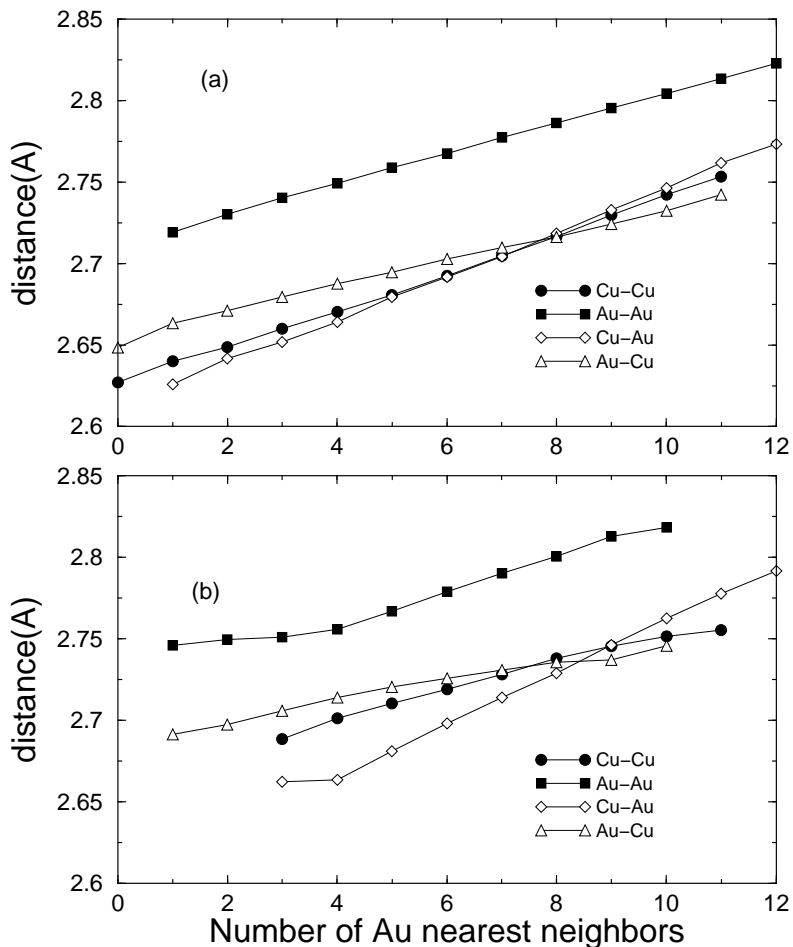 2.85
(a)
2.8
2.75
distance(A)
2.7
Cu−Cu
Au−Au
2.65
Cu−Au
Au−Cu
2.6
0 2 4 6 8 10 12
2.85
2.8
(b)
2.75
distance(A)
2.7
Cu−Cu
Au−Au
2.65
Cu−Au
Au−Cu
2.6
0 2 4 6 8 10 12
Number of Au nearest neighbors